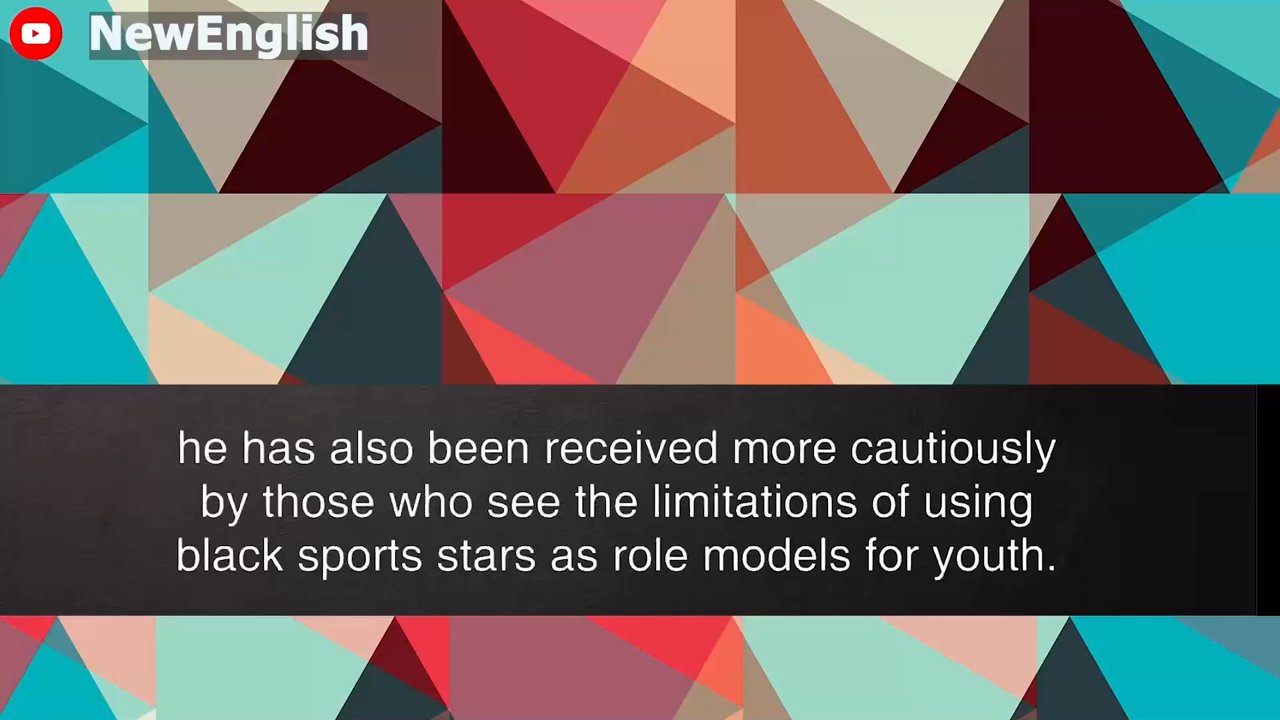 NewEnglish
he has also been received more cautiously
by those who see the limitations of using
black sports stars as role models for youth.